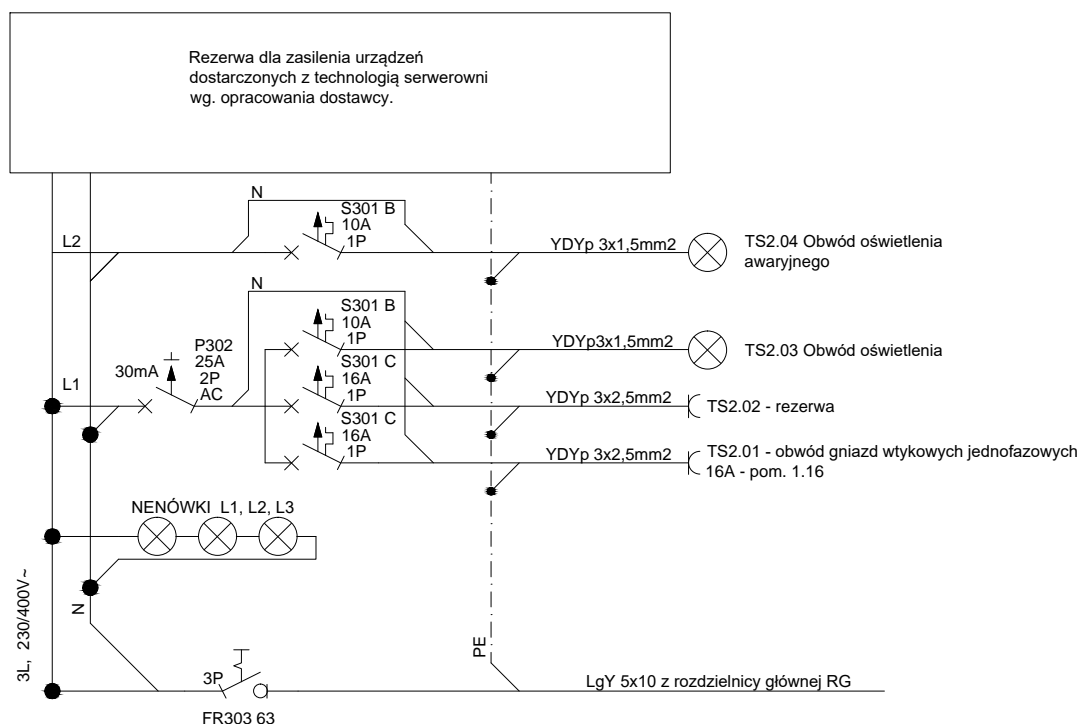 Rezerwa dla zasilenia urządzeń
dostarczonych z technologią serwerowni
wg. opracowania dostawcy.
N
S301 B
10A
1P
L2
YDYp 3x1,5mm2
TS2.04 Obwód oświetlenia
awaryjnego
N
S301 B
10A
1P
YDYp3x1,5mm2
TS2.03 Obwód oświetlenia
P302
25A
2P
AC
30mA
L1
S301 C
16A
1P
YDYp 3x2,5mm2
TS2.02 - rezerwa
S301 C
16A
1P
YDYp 3x2,5mm2
TS2.01 - obwód gniazd wtykowych jednofazowych
16A - pom. 1.16
NENÓWKI L1, L2, L3
3L, 230/400V~
N
PE
3P
FR303 63
LgY 5x10 z rozdzielnicy głównej RG